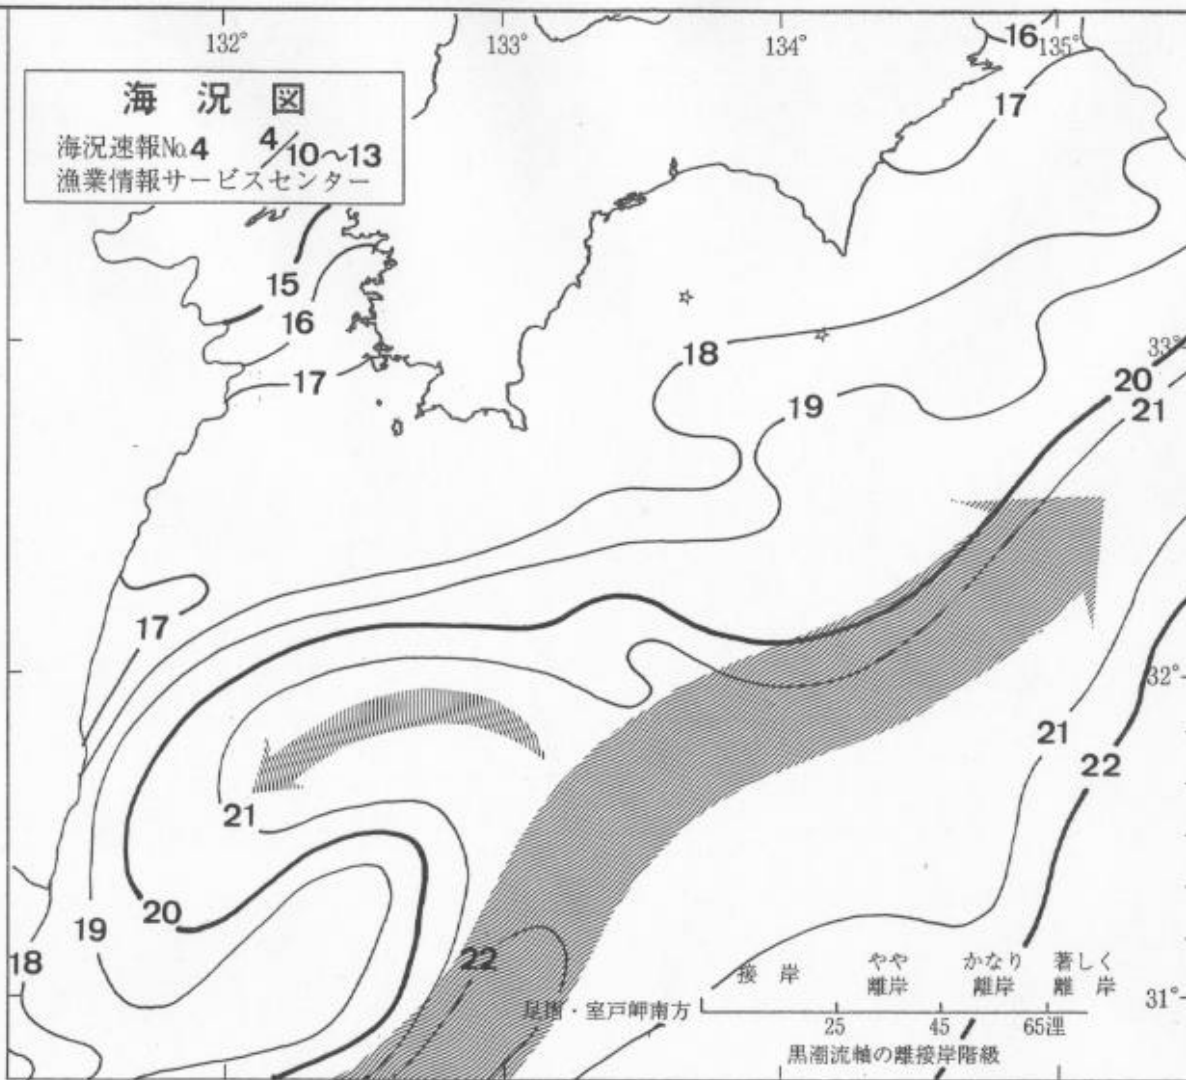 132°
133°
134°
135°
16
17
海況図
海況速報No.4 4/10～13
漁業情報サービスセンター
15
16
17
18
19
33°
20
21
17
32°
21
22
21
20
19
18
22
接岸
やや離岸
かなり離岸
著しく離岸
足摺・室戸岬南方
31°
25
45
65浬
黒潮流軸の離接岸階級